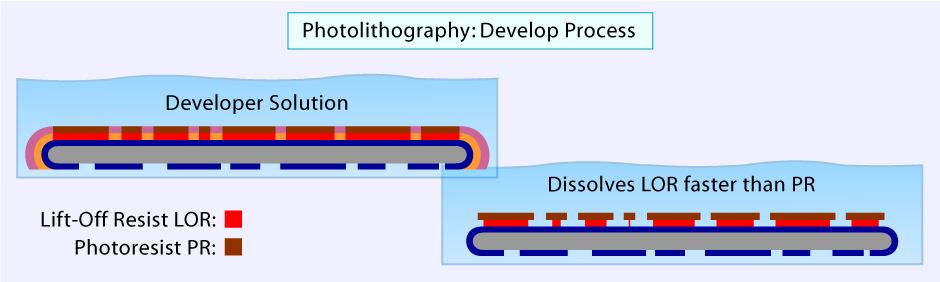 Photolithography: Develop Process
Developer Solution
Dissolves LOR faster than PR
Lift-Off Resist LOR:
Photoresist PR: